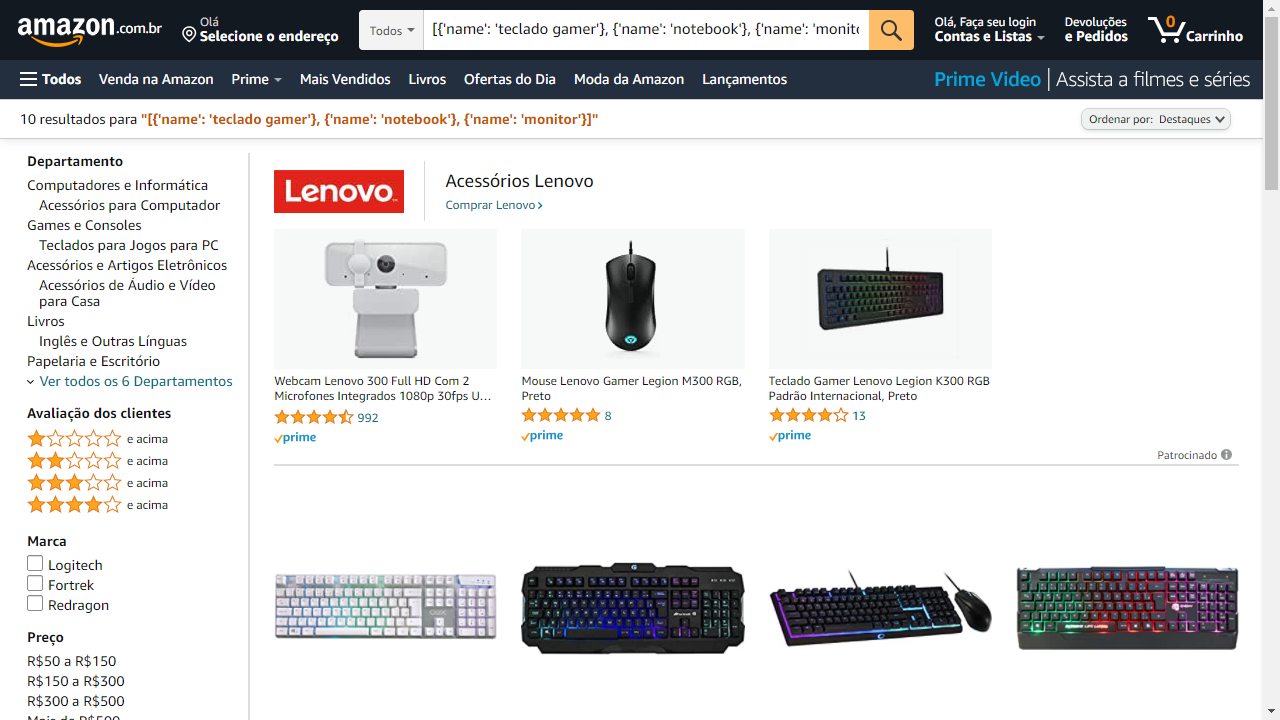 amazon.com.br
Olá
Selecione o endereço
Todos
[{'name': 'teclado gamer'}, {'name': 'notebook'}, {'name': 'monito
Olá, Faça seu login
Contas e Listas
Devoluções
e Pedidos
0
Carrinho
Todos
Venda na Amazon
Prime
Mais Vendidos
Livros
Ofertas do Dia
Moda da Amazon
Lançamentos
Prime Video | Assista a filmes e séries
10 resultados para "[{'name': 'teclado gamer'}, {'name': 'notebook'}, {'name': 'monitor'}]"
Ordenar por: Destaques
Departamento
Computadores e Informática
Acessórios para Computador
Games e Consoles
Teclados para Jogos para PC
Acessórios e Artigos Eletrônicos
Acessórios de Áudio e Vídeo
para Casa
Livros
Inglês e Outras Línguas
Papelaria e Escritório
Ver todos os 6 Departamentos
Avaliação dos clientes
e acima
e acima
e acima
e acima
Marca
Logitech
Fortrek
Redragon
Preço
R$50 a R$150
R$150 a R$300
R$300 a R$500
Mais de R$500
Lenovo
Acessórios Lenovo
Comprar Lenovo ›
Webcam Lenovo 300 Full HD Com 2
Microfones Integrados 1080p 30fps U…
992
prime
Mouse Lenovo Gamer Legion M300 RGB,
Preto
8
prime
Teclado Gamer Lenovo Legion K300 RGB
Padrão Internacional, Preto
13
prime
Patrocinado